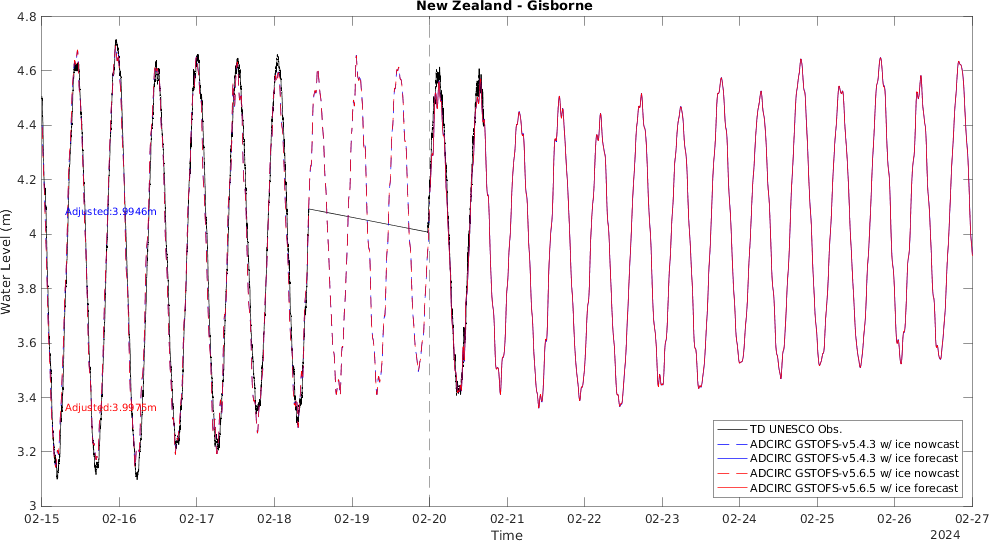 New Zealand - Gisborne
4.8
4.6
4.4
4.2
4
3.8
3.6
3.4
3.2
3
Water Level (m)
Adjusted:3.9946m
Adjusted:3.9975m
TD UNESCO Obs.
ADCIRC GSTOFS-v5.4.3 w/ ice nowcast
ADCIRC GSTOFS-v5.4.3 w/ ice forecast
ADCIRC GSTOFS-v5.6.5 w/ ice nowcast
ADCIRC GSTOFS-v5.6.5 w/ ice forecast
02-15 02-16 02-17 02-18 02-19 02-20 02-21 02-22 02-23 02-24 02-25 02-26 02-27
Time
2024